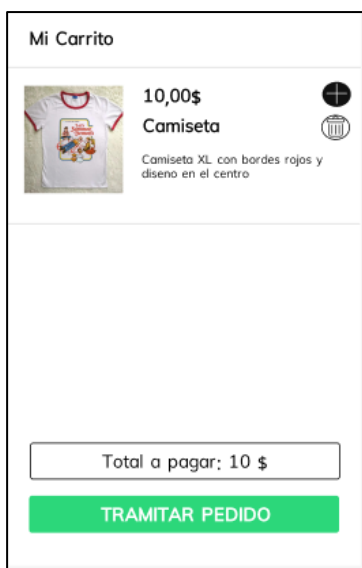 Mi Carrito
10,00$
Camiseta
Camiseta XL con bordes rojos y
diseno en el centro
Total a pagar: 10 $
TRAMITAR PEDIDO